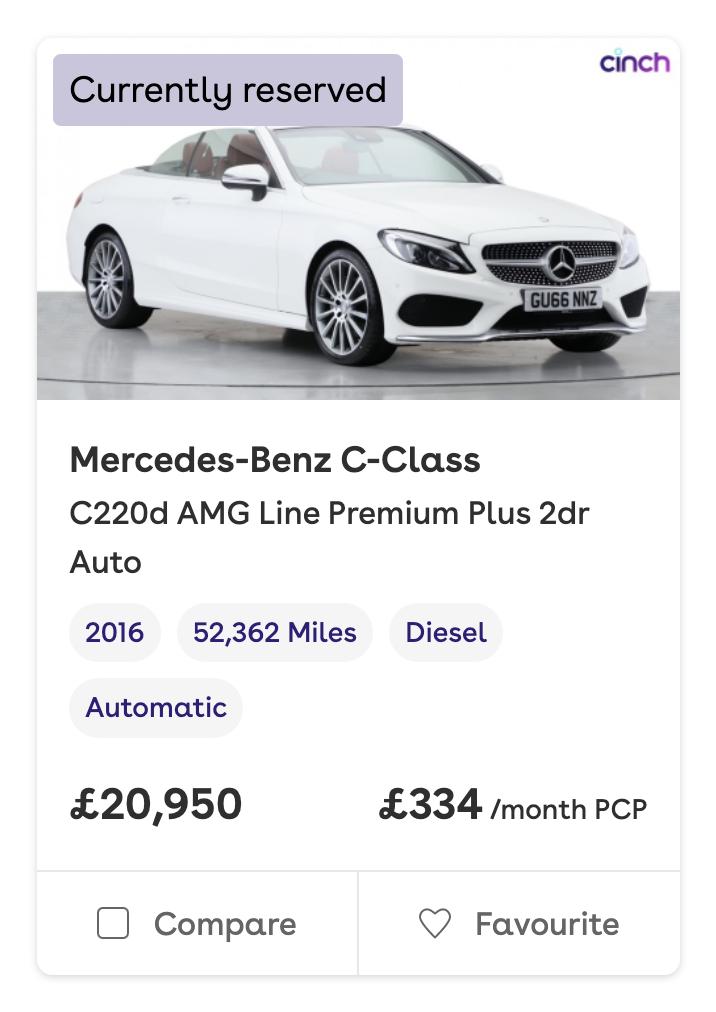 Currently reserved
cinch
GU66 NNZ
Mercedes-Benz C-Class
C220d AMG Line Premium Plus 2dr
Auto
2016
52,362 Miles
Diesel
Automatic
£20,950
£334 /month PCP
Compare
Favourite